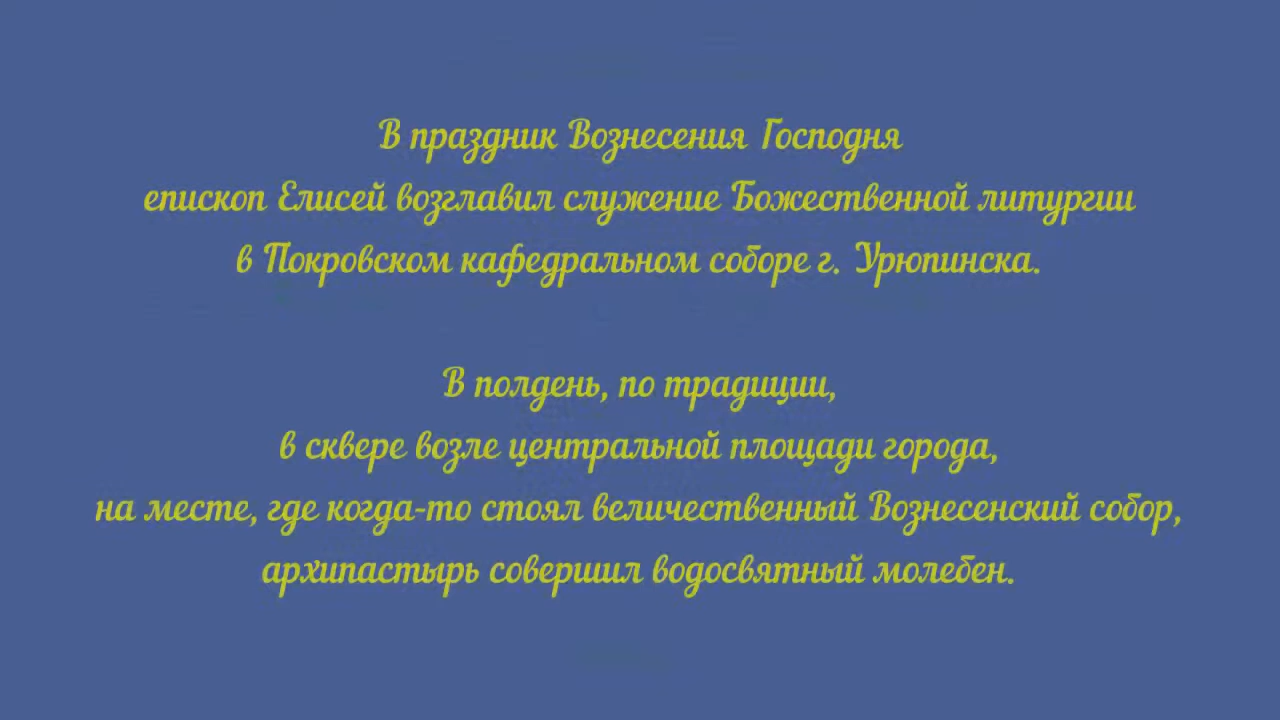 В праздник Вознесения Господня
епископ Елисей возглавил служение Божественной литургии
в Покровском кафедральном соборе г. Урюпинска.
В полдень, по традиции,
в сквере возле центральной площади города,
на месте, где когда-то стоял величественный Вознесенский собор,
архипастырь совершил водосвятный молебен.